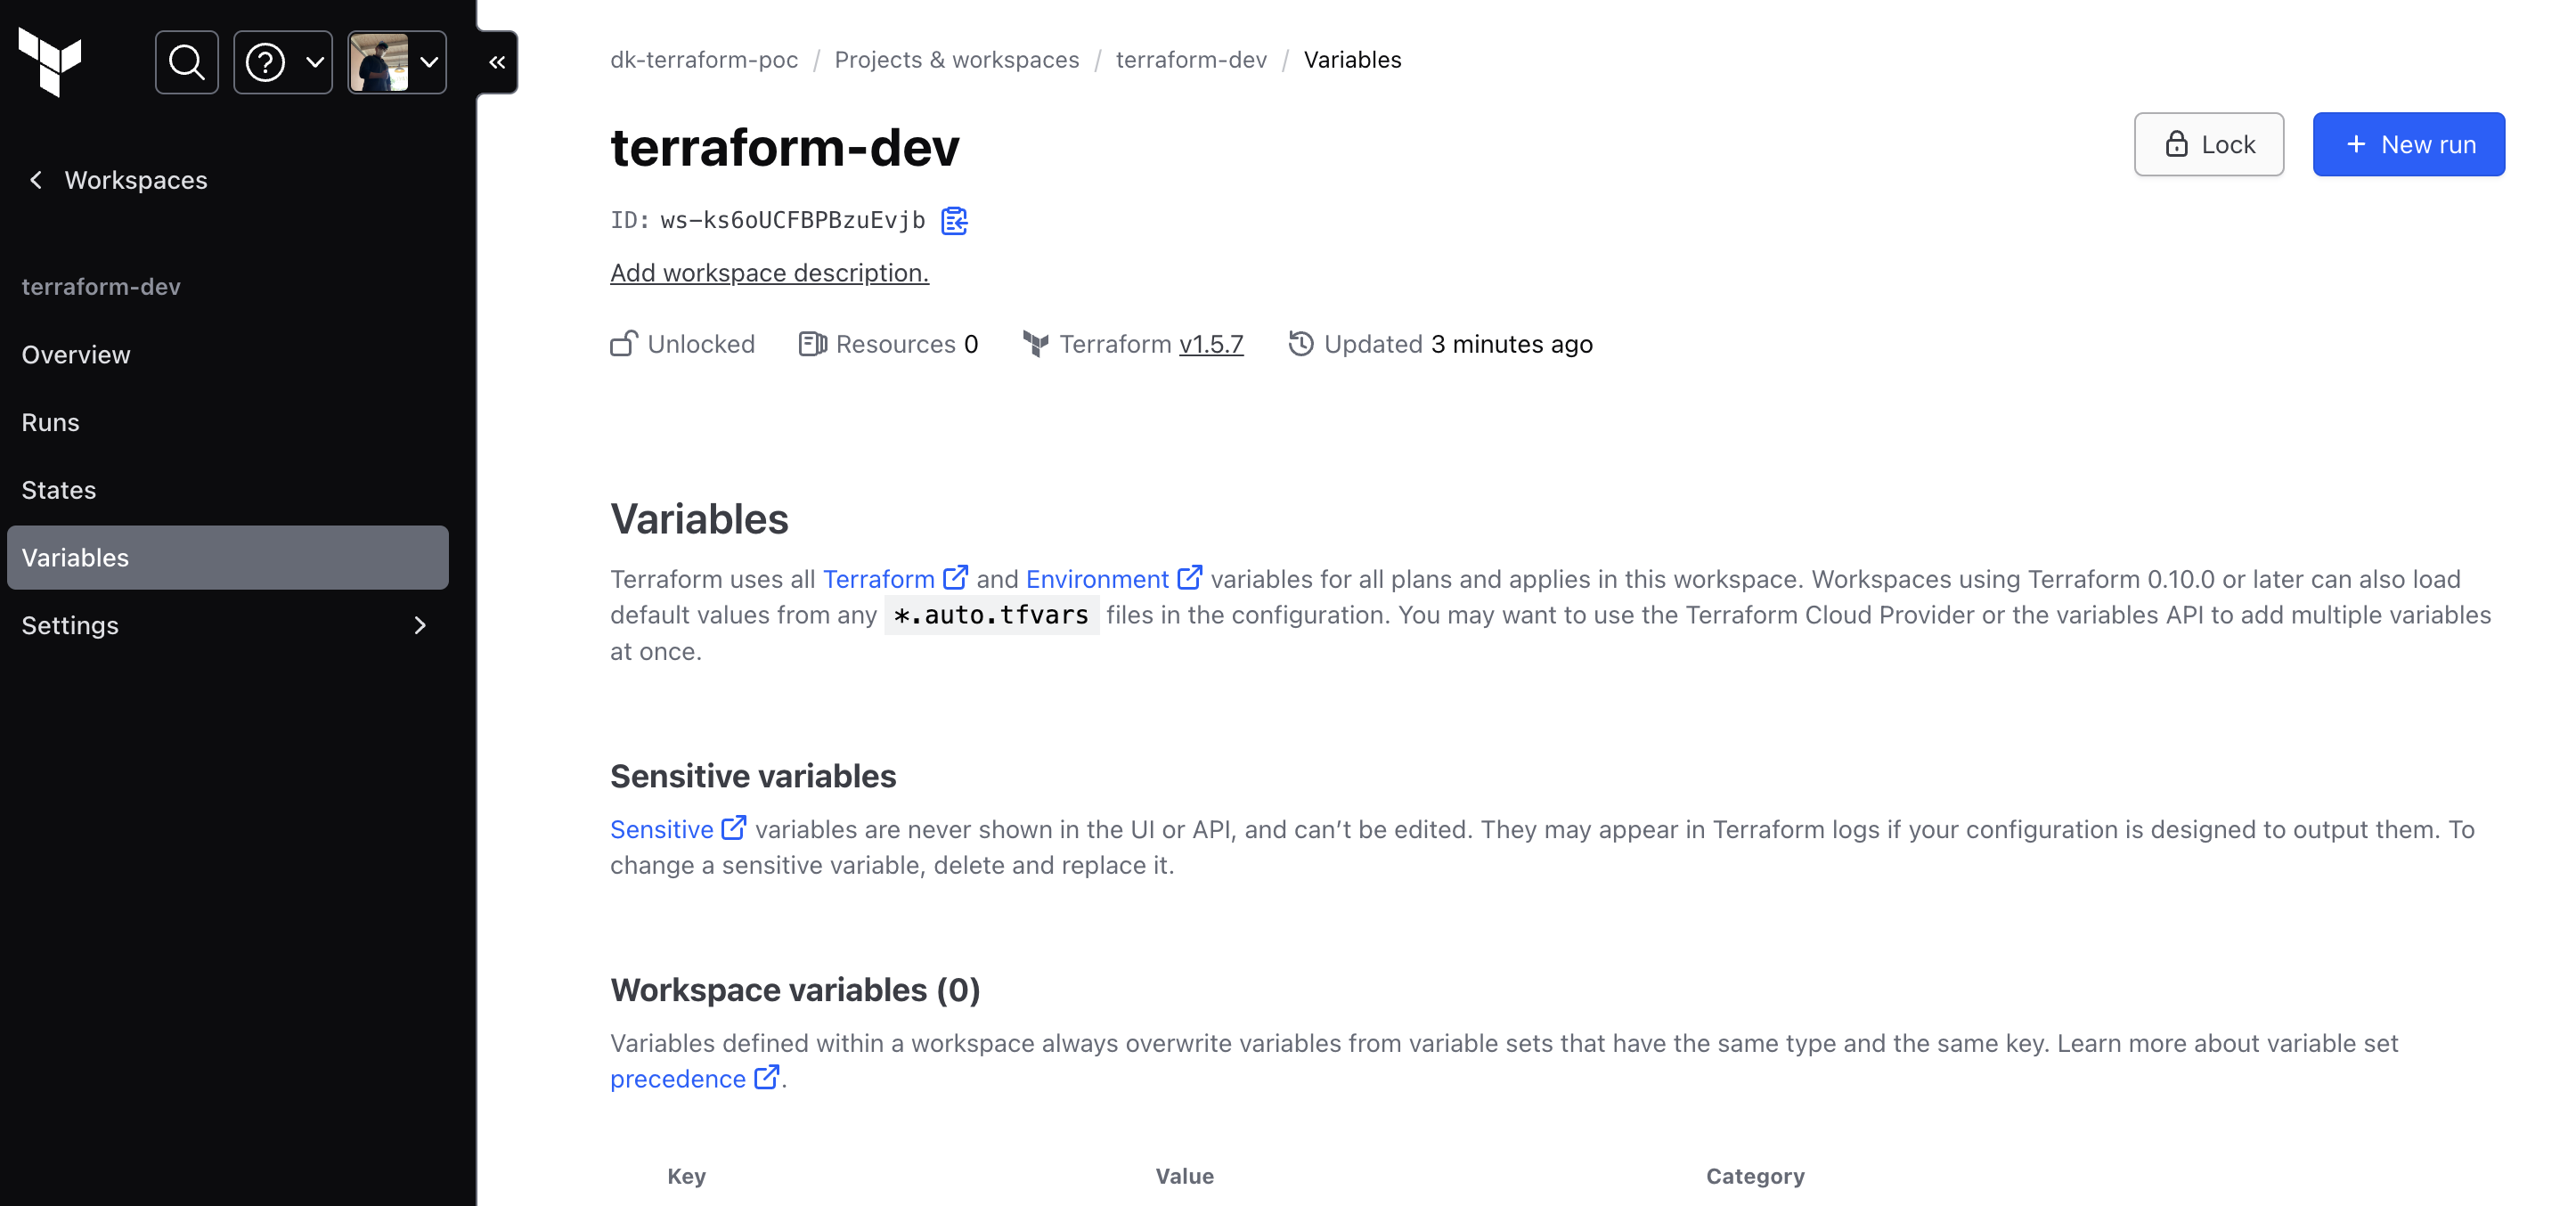 Workspaces
terraform-dev
Overview
Runs
States
Variables
Settings
dk-terraform-poc / Projects & workspaces / terraform-dev / Variables
terraform-dev
Lock
+ New run
ID: ws-ks6oUCFBPBzuEvjb
Add workspace description.
Unlocked Resources 0 Terraform v1.5.7 Updated 3 minutes ago
Variables
Terraform uses all Terraform and Environment variables for all plans and applies in this workspace. Workspaces using Terraform 0.10.0 or later can also load
default values from any *.auto.tfvars files in the configuration. You may want to use the Terraform Cloud Provider or the variables API to add multiple variables
at once.
Sensitive variables
Sensitive variables are never shown in the UI or API, and can’t be edited. They may appear in Terraform logs if your configuration is designed to output them. To
change a sensitive variable, delete and replace it.
Workspace variables (0)
Variables defined within a workspace always overwrite variables from variable sets that have the same type and the same key. Learn more about variable set
precedence.
Key Value Category